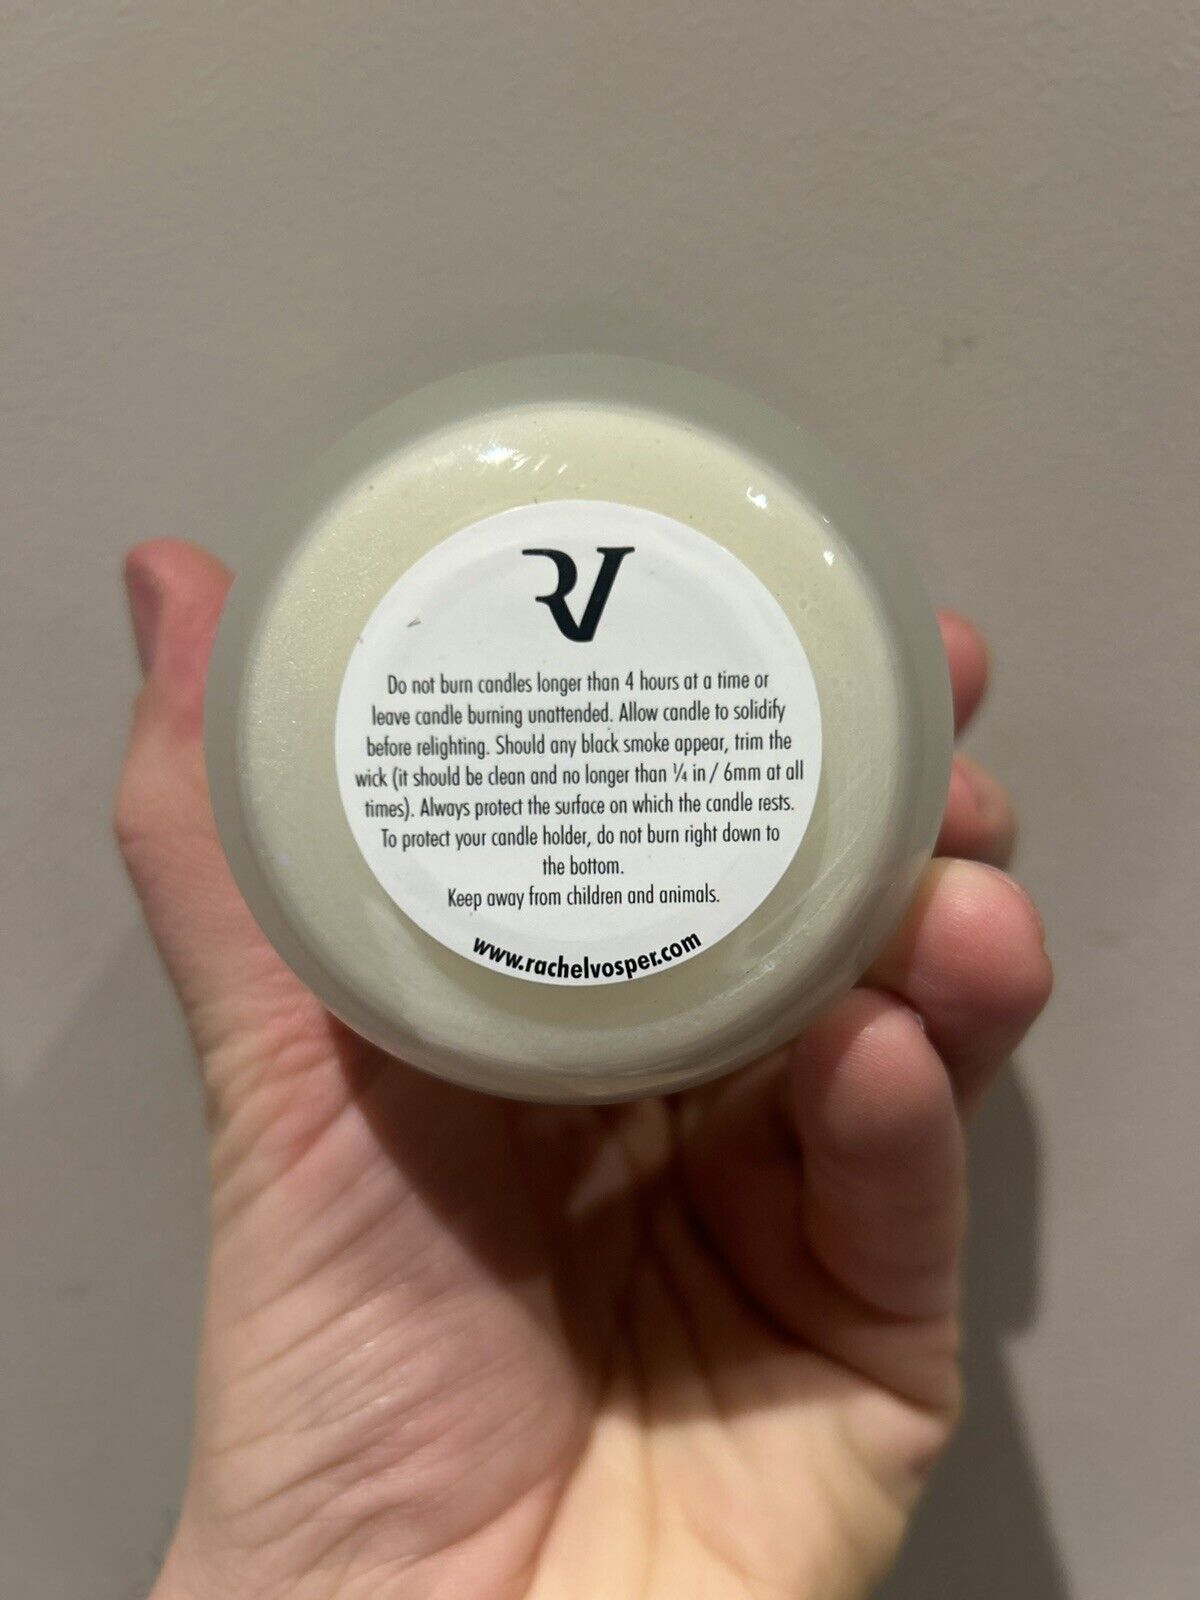 RV
Do not burn candles longer than 4 hours at a time or
leave candle burning unattended. Allow candle to solidify
before relighting. Should any black smoke appear, trim the
wick (it should be clean and no longer than ¼ in / 6mm at all
times). Always protect the surface on which the candle rests.
To protect your candle holder, do not burn right down to
the bottom.
Keep away from children and animals.
www.rachelvosper.com